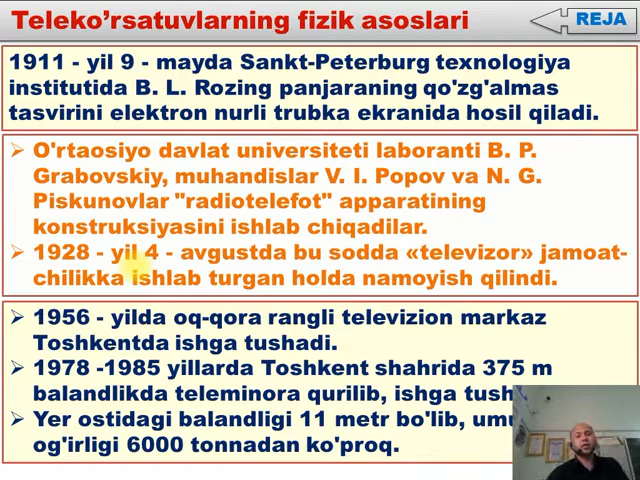 Teleko’rsatuvlarning fizik asoslari
REJA
1911 - yil 9 - mayda Sankt-Peterburg texnologiya
institutida B. L. Rozing panjaraning qo'zg'almas
tasvirini elektron nurli trubka ekranida hosil qiladi.
O'rtaosiyo davlat universiteti laboranti B. P.
Grabovskiy, muhandislar V. I. Popov va N. G.
Piskunovlar "radiotelefot" apparatining
konstruksiyasini ishlab chiqadilar.
1928 - yil 4 - avgustda bu sodda «televizor» jamoat-
chilikka ishlab turgan holda namoyish qilindi.
1956 - yilda oq-qora rangli televizion markaz
Toshkentda ishga tushadi.
1978 -1985 yillarda Toshkent shahrida 375 m
balandlikda teleminora qurilib, ishga
Yer ostidagi balandligi 11 metr bo'lib,
og'irligi 6000 tonnadan ko'proq.